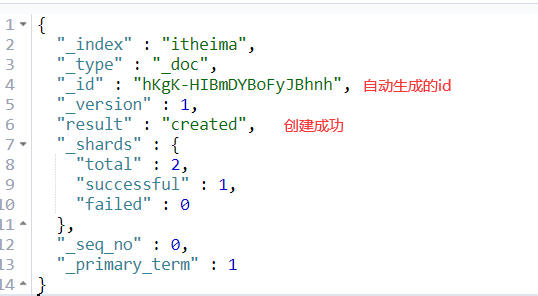 1 {
2 "_index" : "itheima",
3 "_type" : "_doc",
4 "_id" : "hKgK-HIBmDYBoFyJBhnh", 自动生成的id
5 "_version" : 1,
6 "result" : "created", 创建成功
7 "_shards" : {
8 "total" : 2,
9 "successful" : 1,
10 "failed" : 0
11 },
12 "_seq_no" : 0,
13 "_primary_term" : 1
14 }